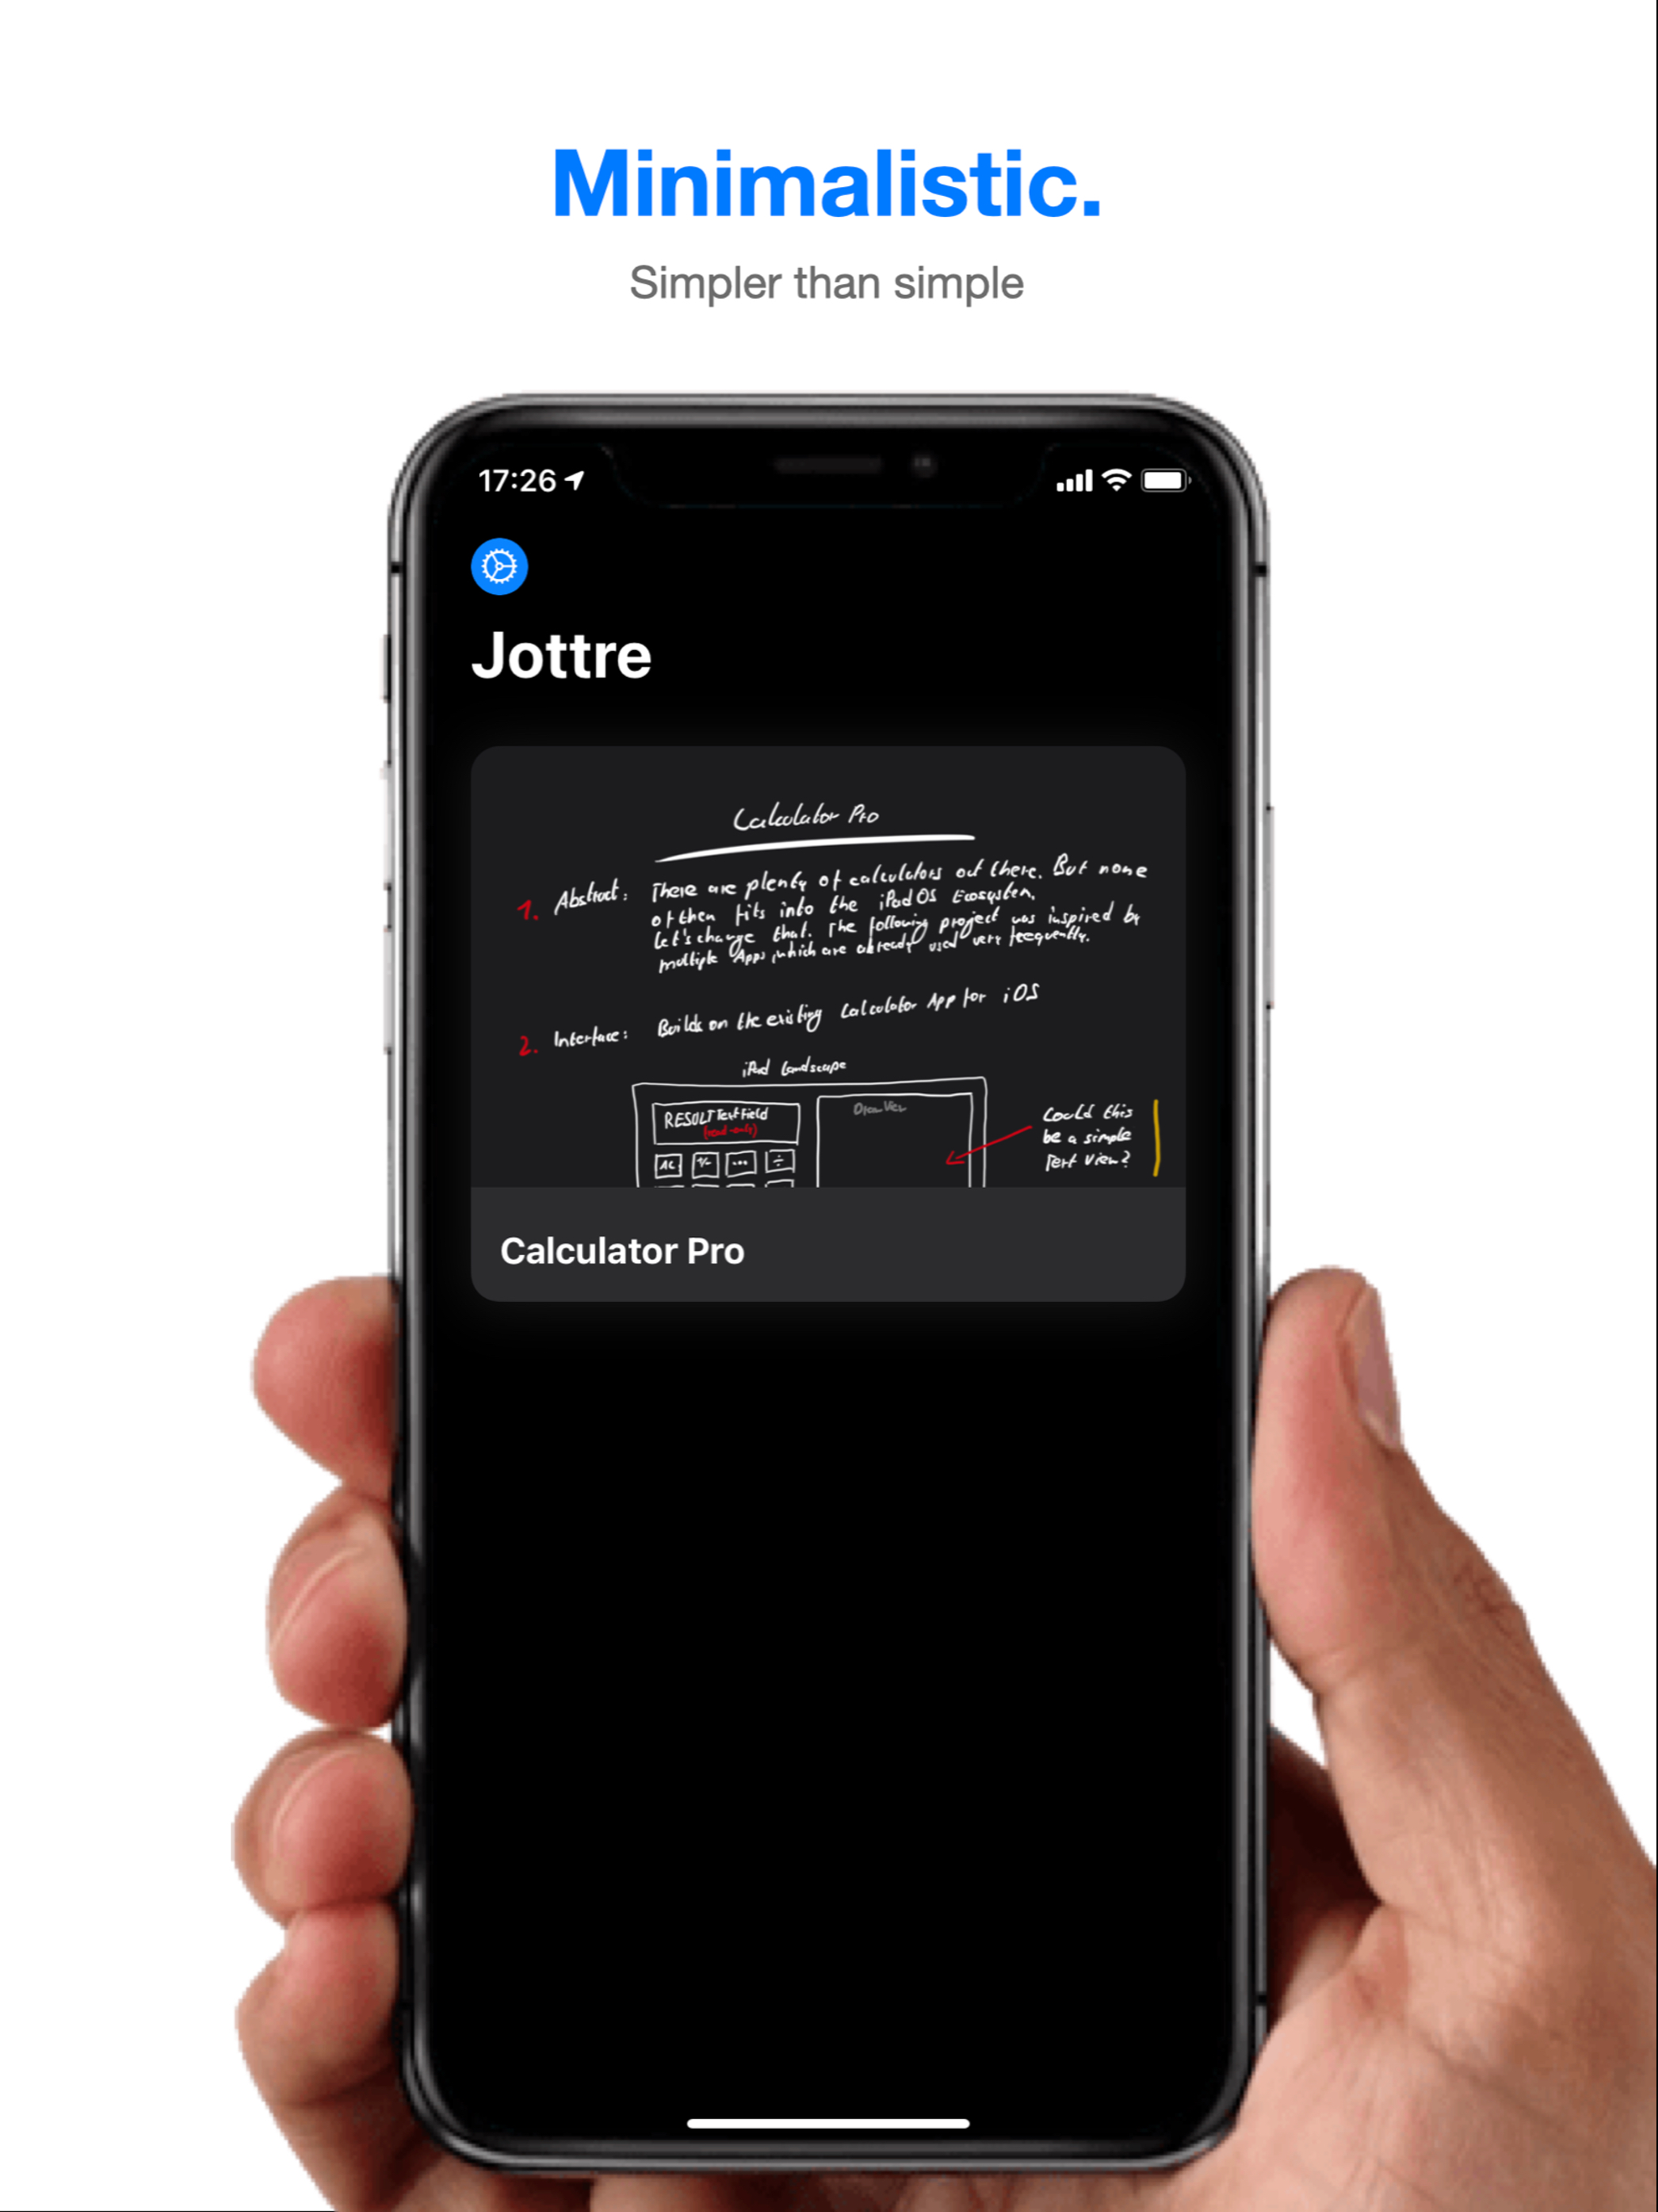 Minimalistic.
Simpler than simple
17:26
Jottre
Calculator Pro
1. Abstract: There are plenty of calculators out there. But none
of them fits into the iPadOS Ecosystem.
Let's change that. The following project was inspired by
multiple Apps, which are already used very frequently.
2. Interface: Builds on the existing Calculator App for iOS
iPad Landscape
RESULT TextField
(read-only)
AC +/- ... ÷
Could this
be a simple
Text View?
Calculator Pro